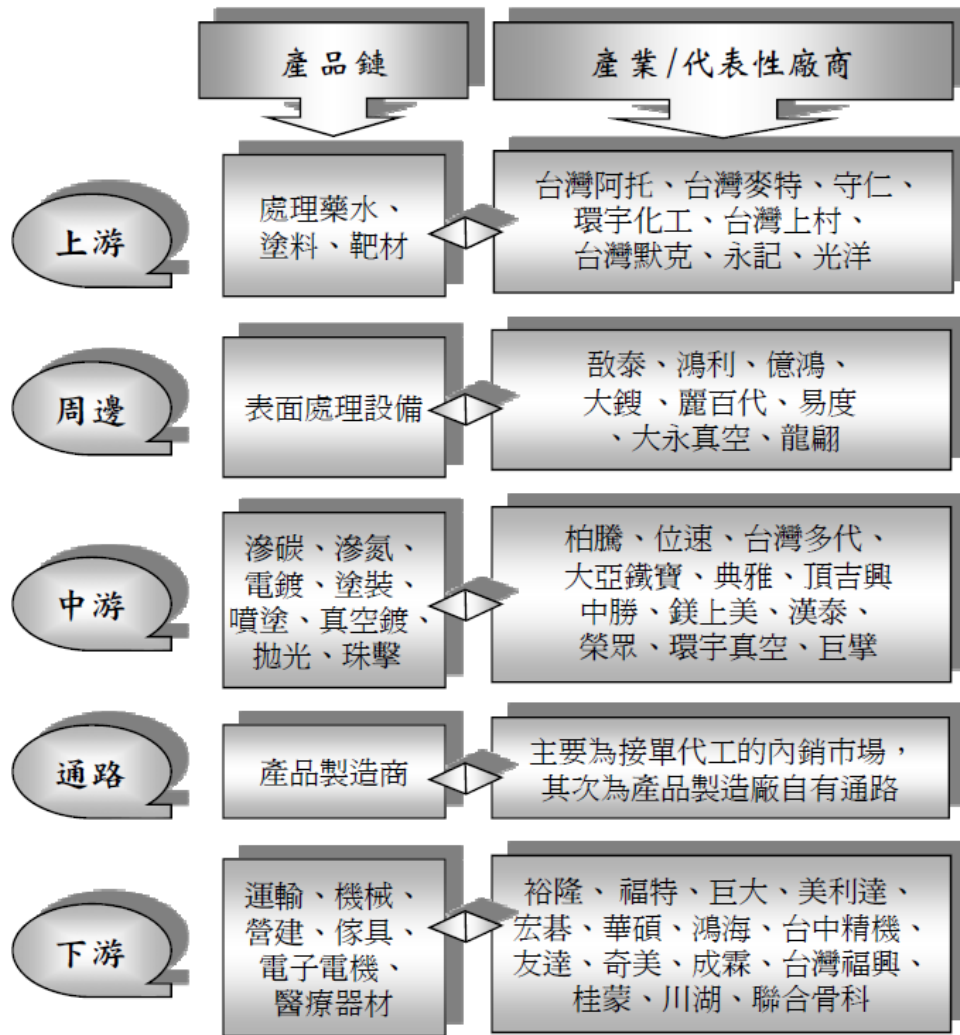 產品鏈
產業/代表性廠商
上游
處理藥水、
塗料、靶材
台灣阿托、台灣麥特、守仁、
環宇化工、台灣上村、
台灣默克、永記、光洋
周邊
表面處理設備
敔泰、鴻利、億鴻、
大鎪、麗百代、易度
、大永真空、龍翩
中游
滲碳、滲氮、
電鍍、塗裝、
噴塗、真空鍍、
拋光、珠擊
柏騰、位速、台灣多代、
大亞鐵寶、典雅、頂吉興
中勝、鎂上美、漢泰、
榮眾、環宇真空、巨擘
通路
產品製造商
主要為接單代工的內銷市場，
其次為產品製造廠自有通路
下游
運輸、機械、
營建、傢具、
電子電機、
醫療器材
裕隆、福特、巨大、美利達、
宏碁、華碩、鴻海、台中精機、
友達、奇美、成霖、台灣福興、
桂蒙、川湖、聯合骨科